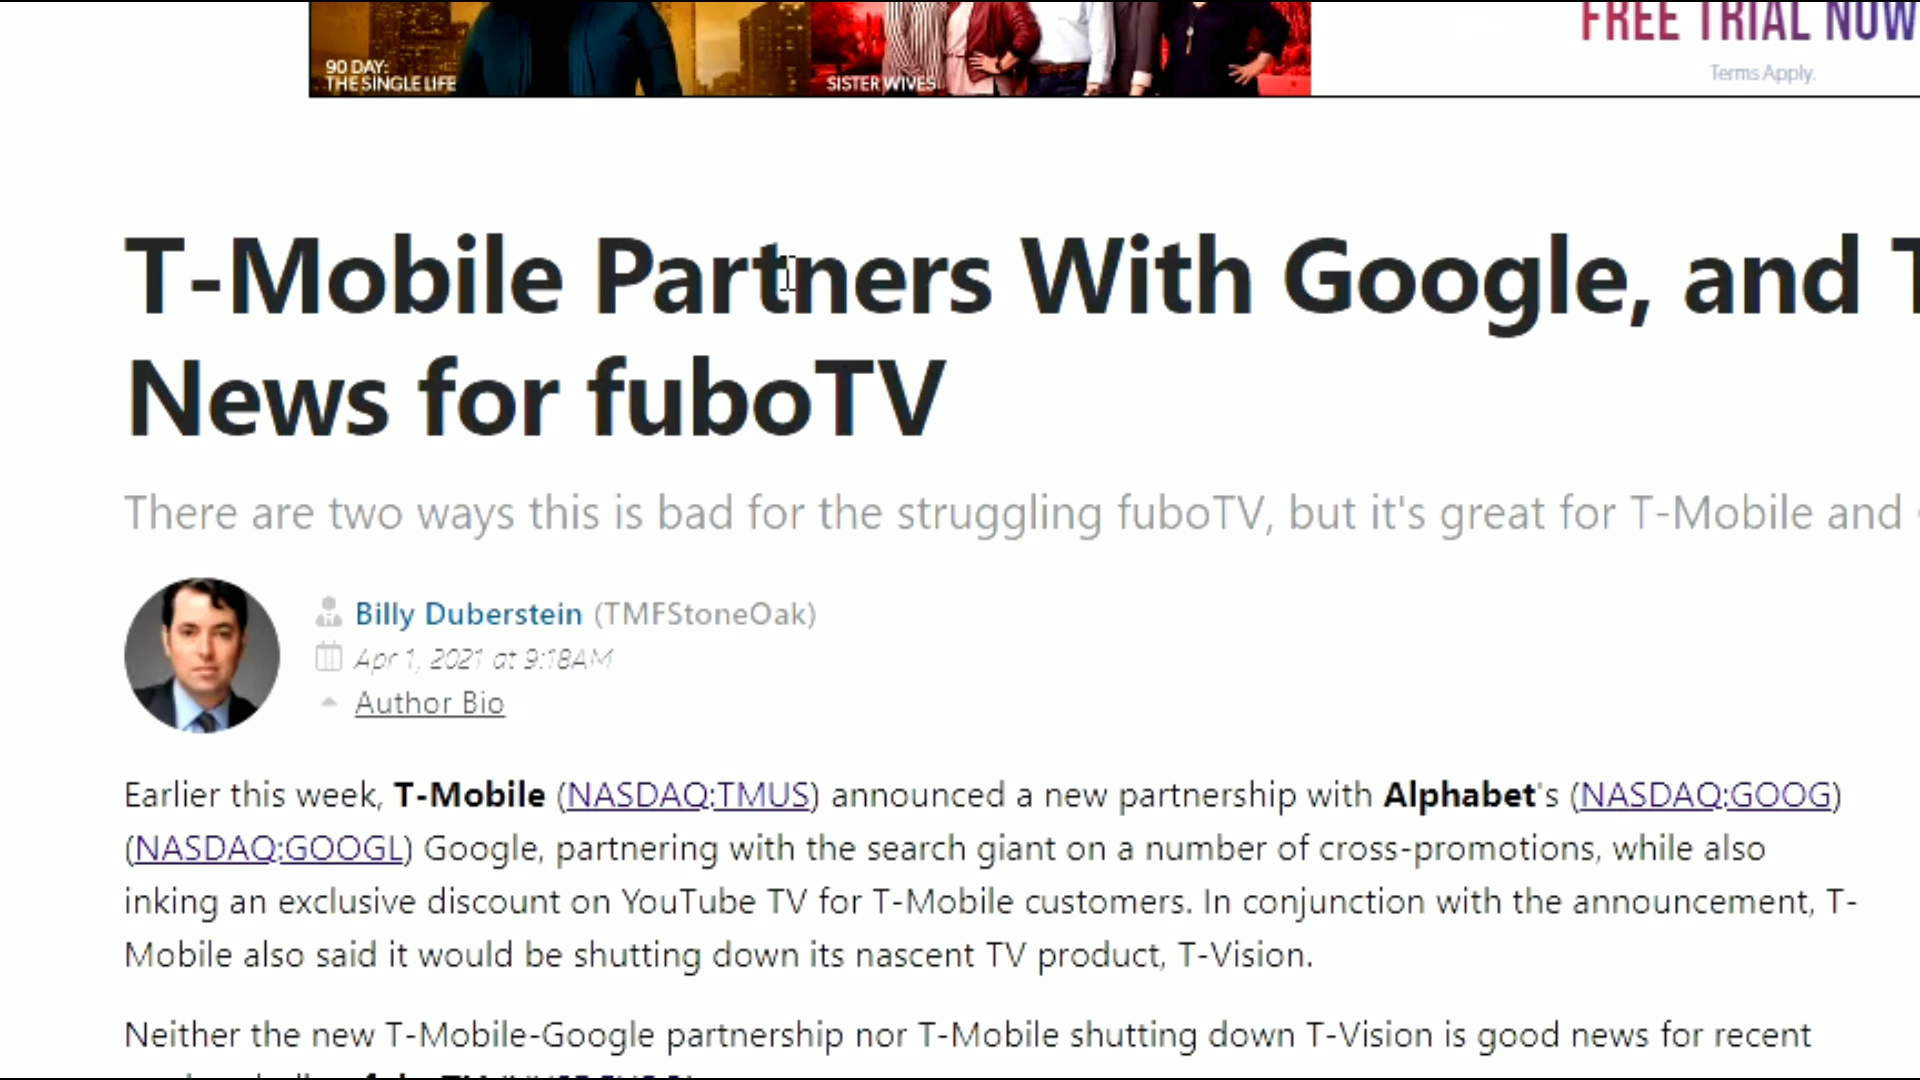 FREE TRIAL NOW
90 DAY:
THE SINGLE LIFE
SISTER WIVES
Terms Apply.
T-Mobile Partners With Google, and T
News for fuboTV
There are two ways this is bad for the struggling fuboTV, but it's great for T-Mobile and
Billy Duberstein (TMFStoneOak)
Apr 1, 2021 at 9:18AM
Author Bio
Earlier this week, T-Mobile (NASDAQ:TMUS) announced a new partnership with Alphabet's (NASDAQ:GOOG)
(NASDAQ:GOOGL) Google, partnering with the search giant on a number of cross-promotions, while also
inking an exclusive discount on YouTube TV for T-Mobile customers. In conjunction with the announcement, T-
Mobile also said it would be shutting down its nascent TV product, T-Vision.
Neither the new T-Mobile-Google partnership nor T-Mobile shutting down T-Vision is good news for recent